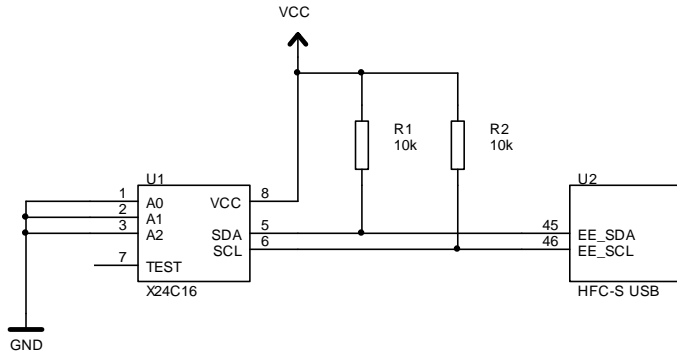 VCC
R1
10k
R2
10k
U1
U2
1
A0
VCC
8
2
A1
3
A2
SDA
5
45
EE_SDA
SCL
6
46
EE_SCL
7
TEST
X24C16
HFC-S USB
GND